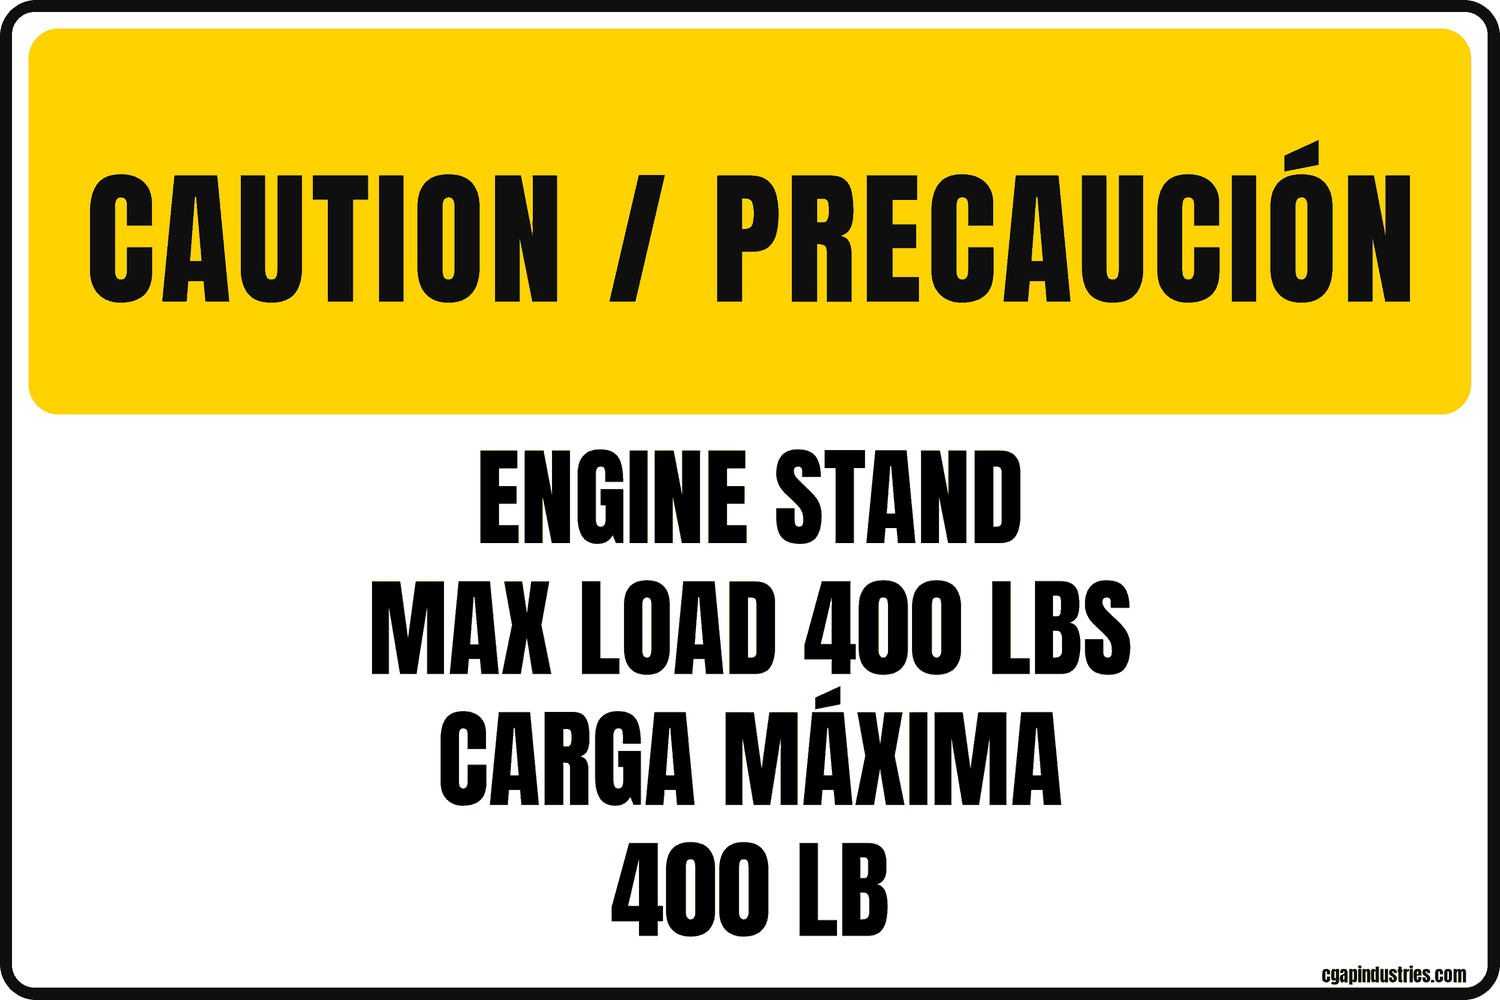 CAUTION / PRECAUCIÓN
ENGINE STAND
MAX LOAD 400 LBS
CARGA MÁXIMA
400 LB
cgapindustries.com